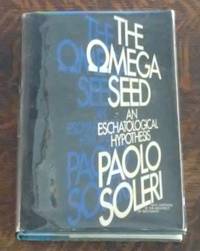 THE
ΩMEGA
SEED
AN
ESCHATOLOGICAL
HYPOTHESIS
PAOLO
SOLERI